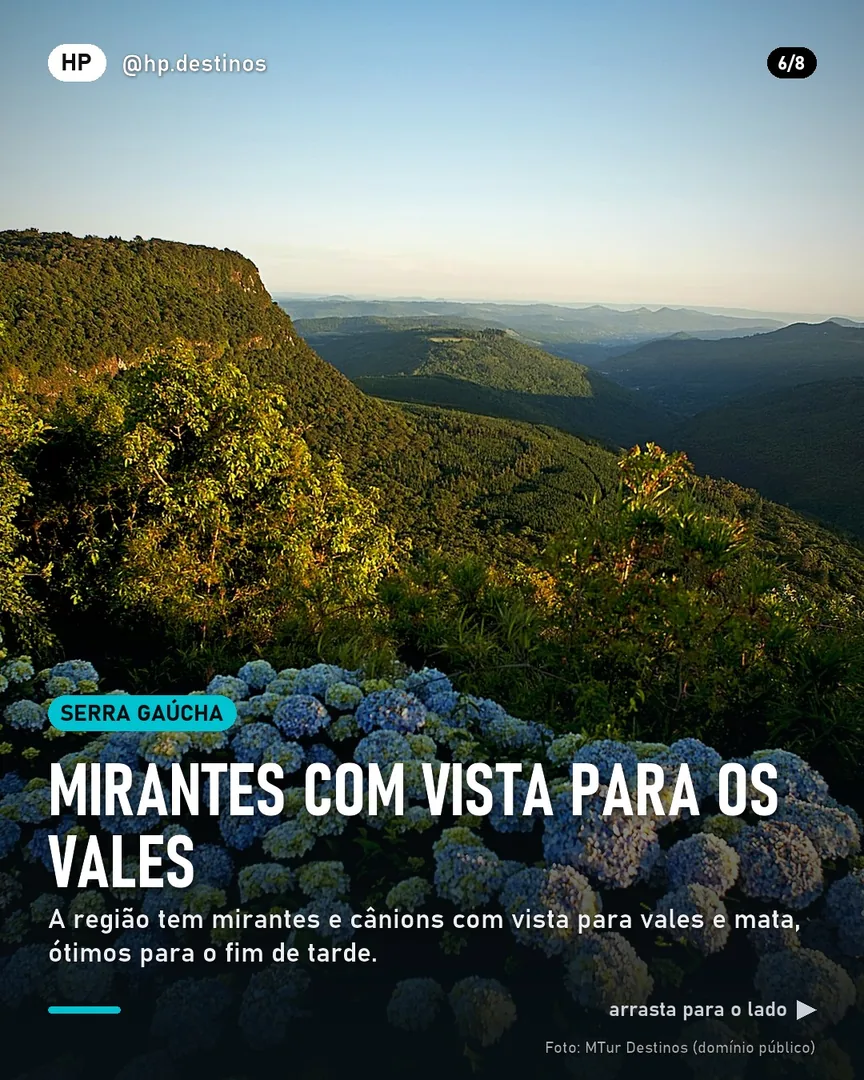 HP @hp.destinos 6/8
SERRA GAÚCHA
MIRANTES COM VISTA PARA OS
VALES
A região tem mirantes e cânions com vista para vales e mata,
ótimos para o fim de tarde.
arrasta para o lado ▶
Foto: MTur Destinos (domínio público)